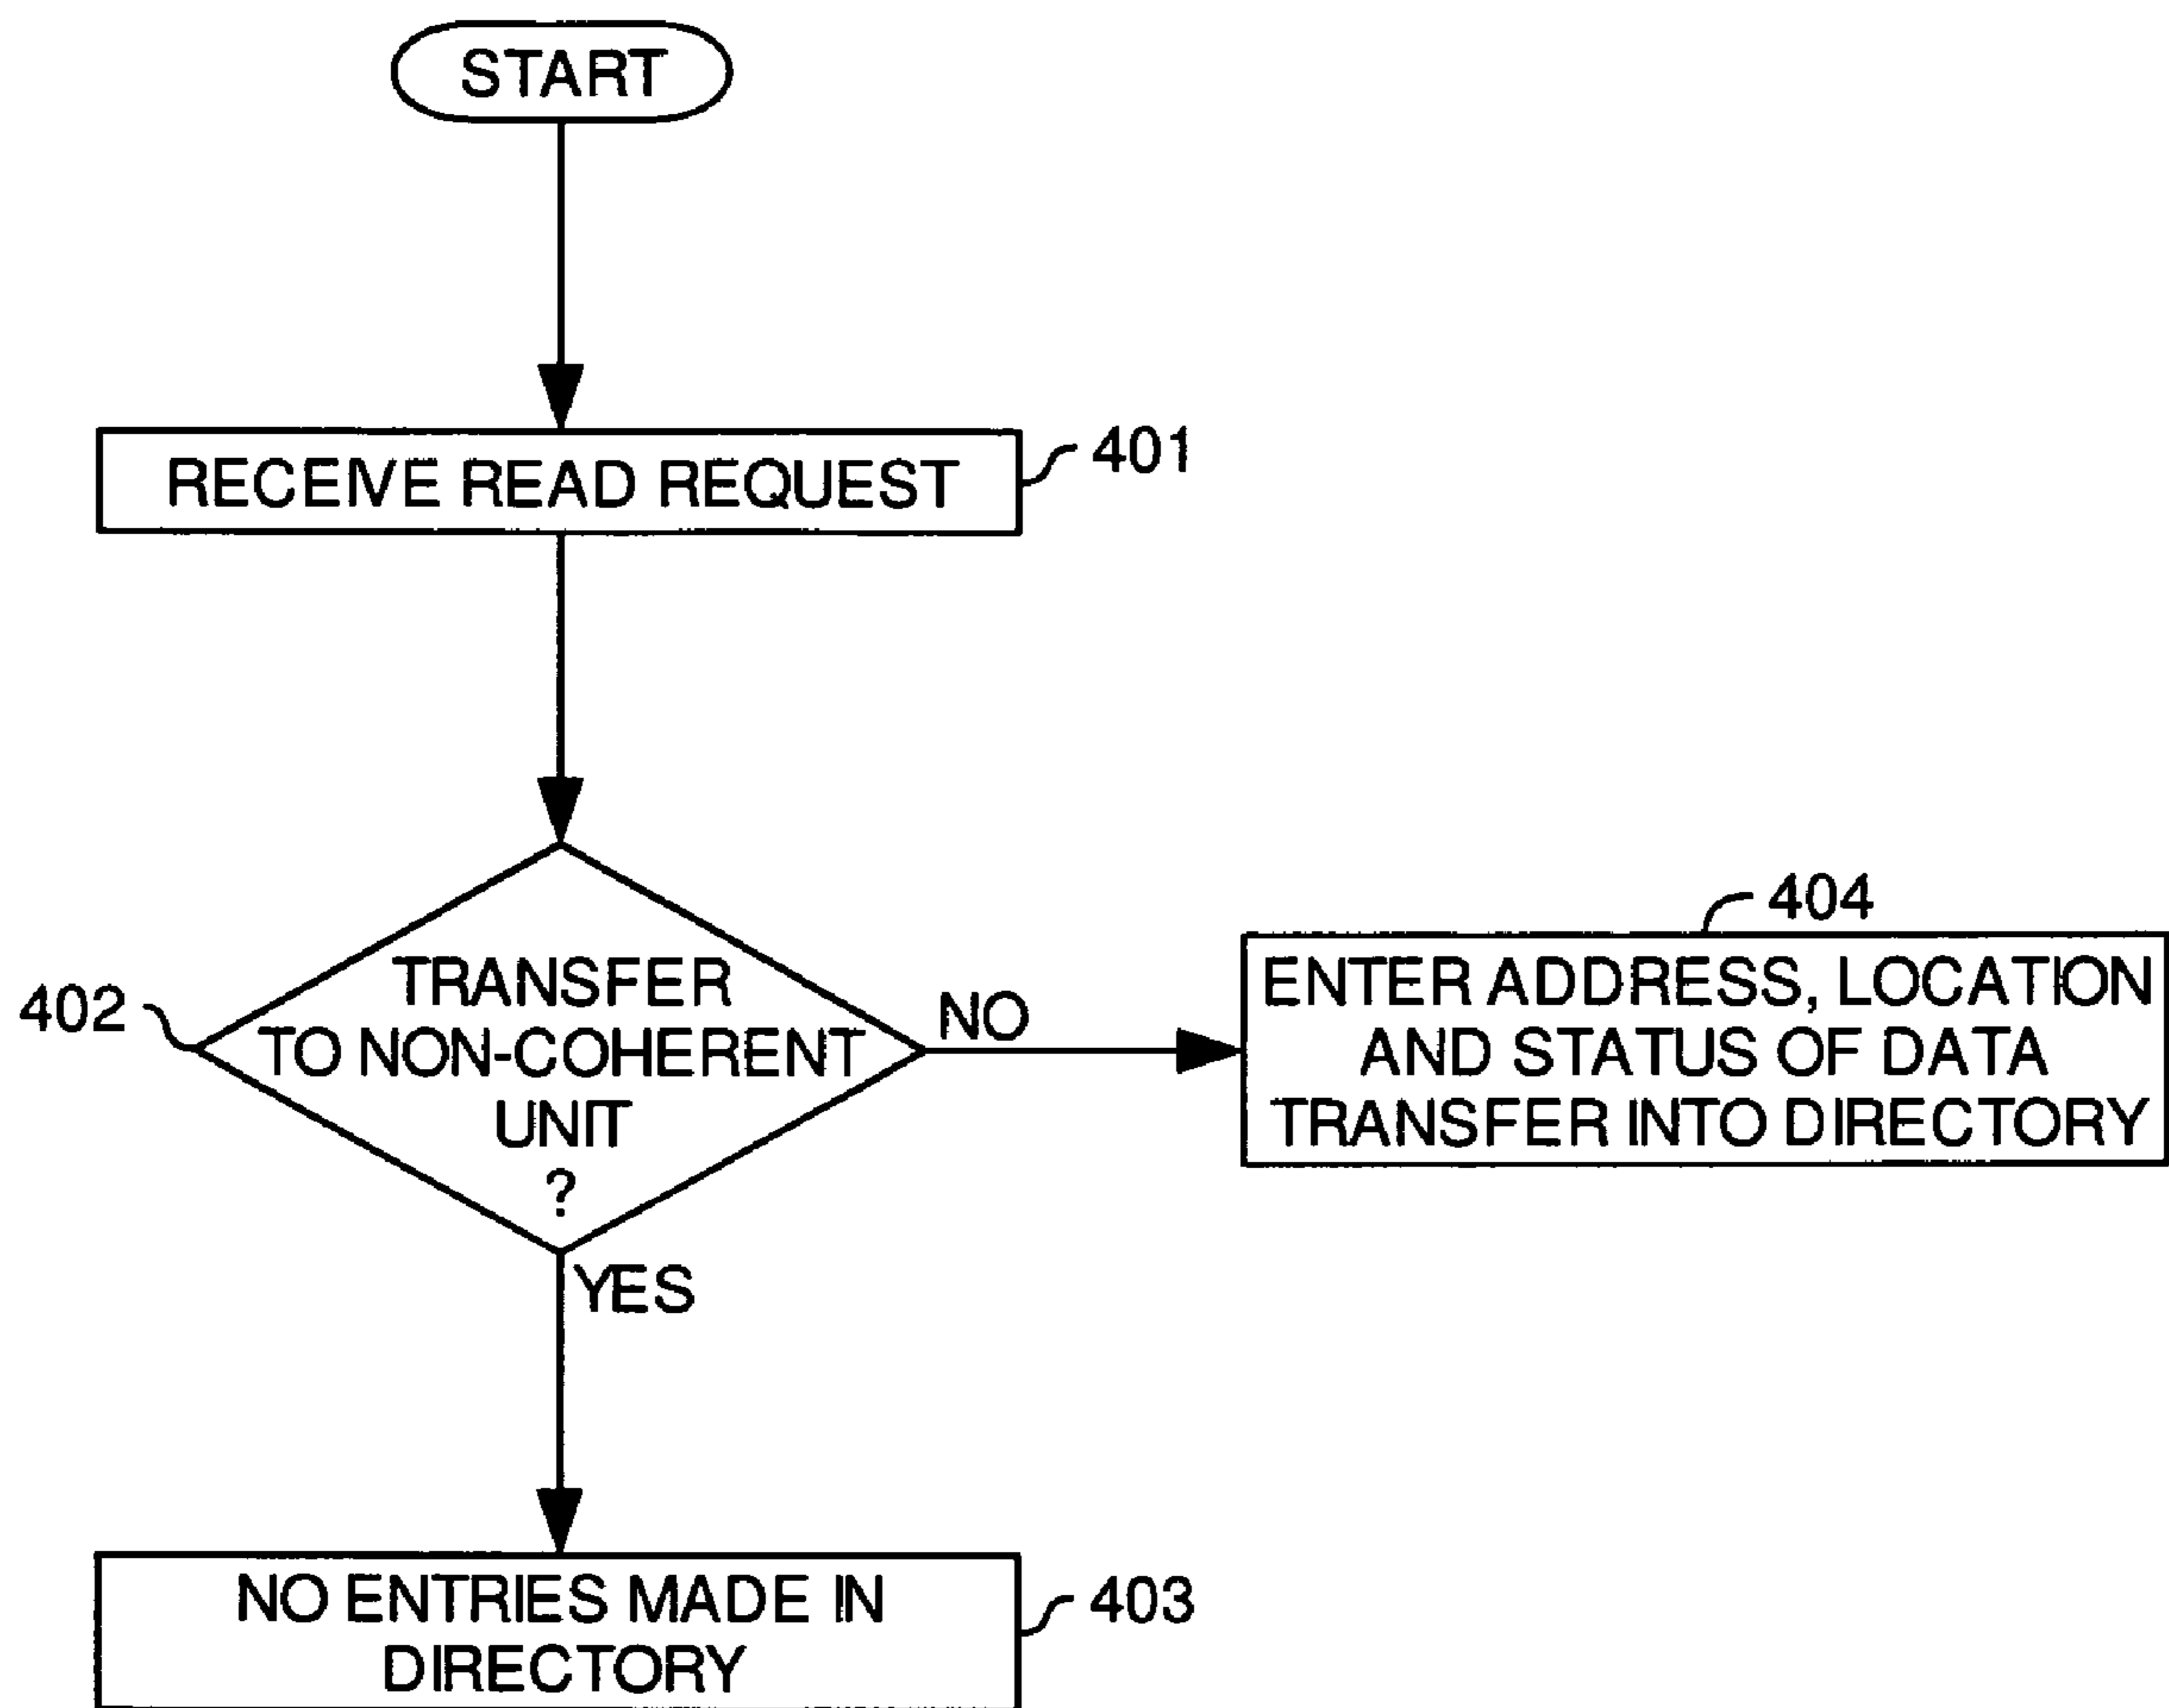 START
RECEIVE READ REQUEST
401
402
TRANSFER
TO NON-COHERENT
UNIT
?
NO
404
ENTER ADDRESS, LOCATION
AND STATUS OF DATA
TRANSFER INTO DIRECTORY
YES
NO ENTRIES MADE IN
DIRECTORY
403